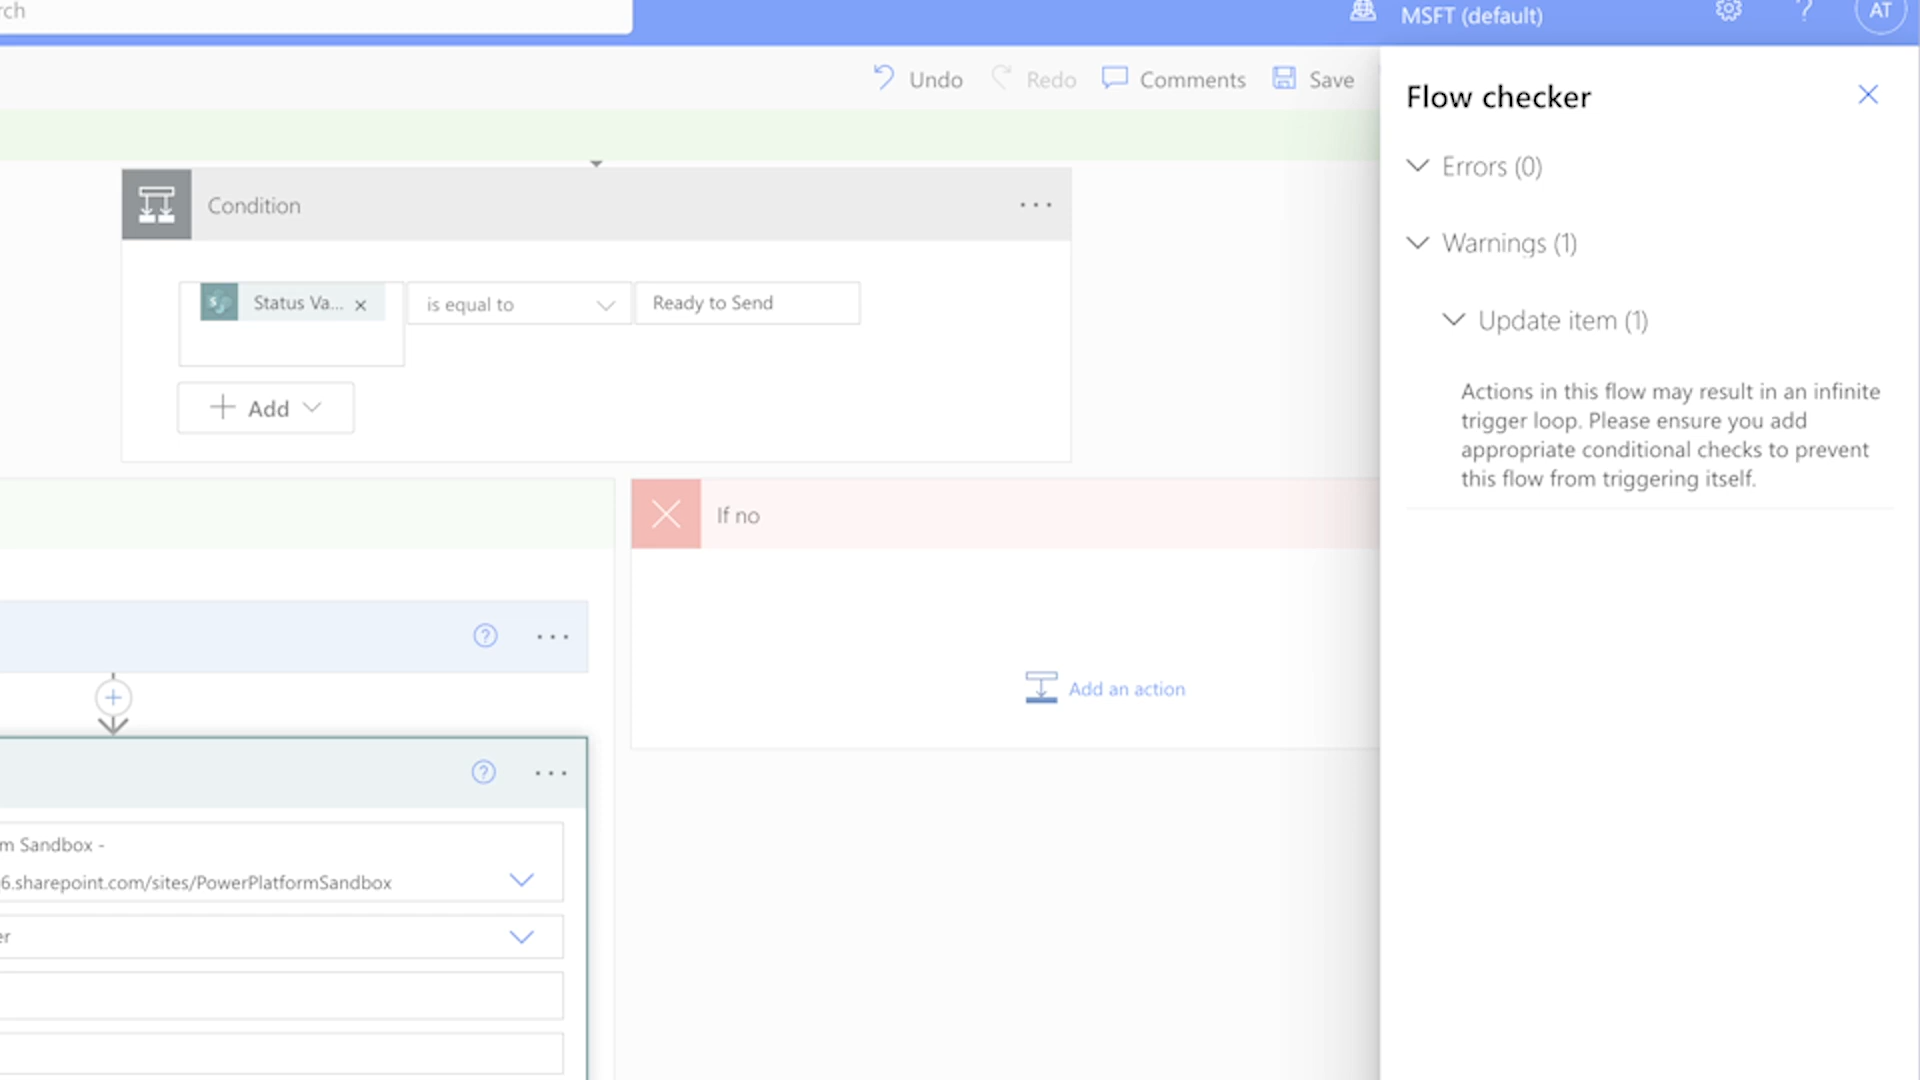 rch
MSFT (default)
?
AT
Undo
Redo
Comments
Save
Flow checker
Errors (0)
Warnings (1)
Update item (1)
Actions in this flow may result in an infinite
trigger loop. Please ensure you add
appropriate conditional checks to prevent
this flow from triggering itself.
Condition
...
S
Status Va...
is equal to
Ready to Send
Add
If no
Add an action
?
...
?
...
m Sandbox -
6.sharepoint.com/sites/PowerPlatformSandbox
er